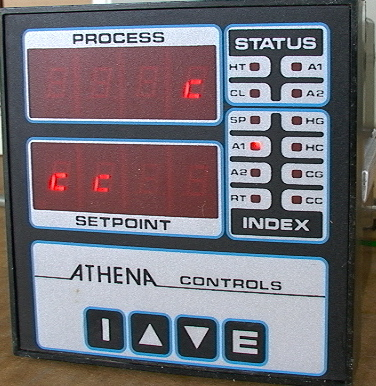 PROCESS
STATUS
HT A1
CL A2
SP HG
A1 HC
A2 CG
RT CC
SETPOINT
INDEX
ATHENA CONTROLS
I E